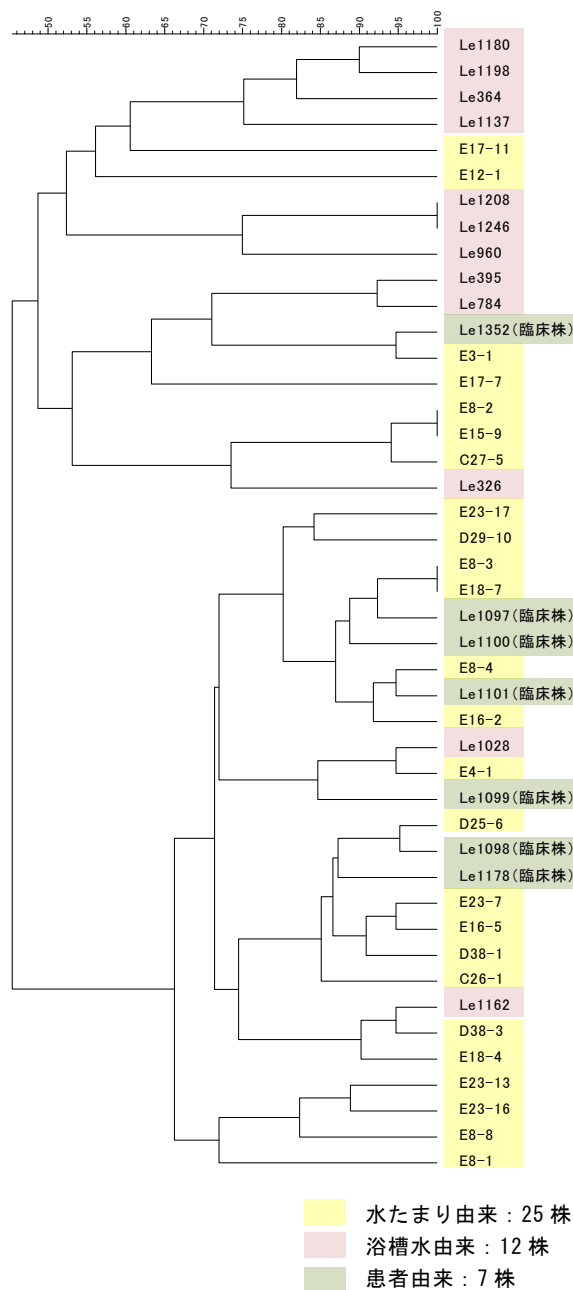 50 55 60 65 70 75 80 85 90 95 100
Le1180
Le1198
Le364
Le1137
E17-11
E12-1
Le1208
Le1246
Le960
Le395
Le784
Le1352(臨床株)
E3-1
E17-7
E8-2
E15-9
C27-5
Le326
E23-17
D29-10
E8-3
E18-7
Le1097(臨床株)
Le1100(臨床株)
E8-4
Le1101(臨床株)
E16-2
Le1028
E4-1
Le1099(臨床株)
D25-6
Le1098(臨床株)
Le1178(臨床株)
E23-7
E16-5
D38-1
C26-1
Le1162
D38-3
E18-4
E23-13
E23-16
E8-8
E8-1
水たまり由来：25 株
浴槽水由来：12 株
患者由来：7 株